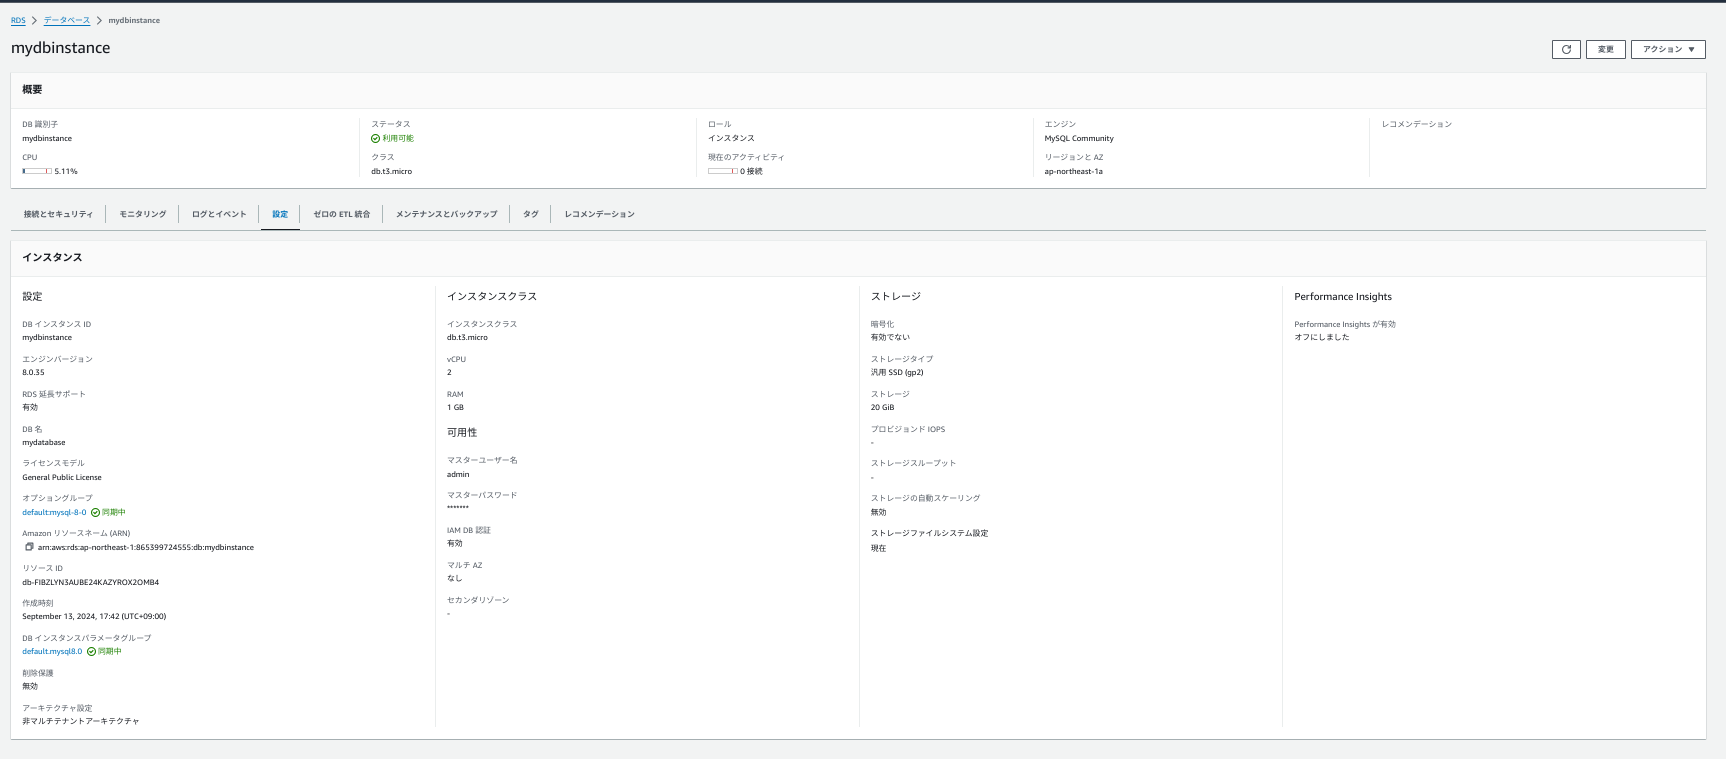 RDS > データベース > mydbinstance
mydbinstance
変更
アクション ▼
概要
DB 識別子
mydbinstance
CPU
5.11%
ステータス
利用可能
クラス
db.t3.micro
ロール
インスタンス
現在のアクティビティ
0 接続
エンジン
MySQL Community
リージョンと AZ
ap-northeast-1a
レコメンデーション
接続とセキュリティ
モニタリング
ログとイベント
設定
ゼロの ETL 統合
メンテナンスとバックアップ
タグ
レコメンデーション
インスタンス
設定
DB インスタンス ID
mydbinstance
エンジンバージョン
8.0.35
RDS 延長サポート
有効
DB 名
mydatabase
ライセンスモデル
General Public License
オプショングループ
default:mysql-8-0 同期中
Amazon リソースネーム (ARN)
arn:aws:rds:ap-northeast-1:865399724555:db:mydbinstance
リソース ID
db-FIBZLYN3AUBE24KAZYROX2OMB4
作成時刻
September 13, 2024, 17:42 (UTC+09:00)
DB インスタンスパラメータグループ
default.mysql8.0 同期中
削除保護
無効
アーキテクチャ設定
非マルチテナントアーキテクチャ
インスタンスクラス
インスタンスクラス
db.t3.micro
vCPU
2
RAM
1 GB
可用性
マスターユーザー名
admin
マスターパスワード
*******
IAM DB 認証
有効
マルチ AZ
なし
セカンダリゾーン
-
ストレージ
暗号化
有効でない
ストレージタイプ
汎用 SSD (gp2)
ストレージ
20 GiB
プロビジョンド IOPS
-
ストレージスループット
-
ストレージの自動スケーリング
無効
ストレージファイルシステム設定
現在
Performance Insights
Performance Insights が有効
オフにしました